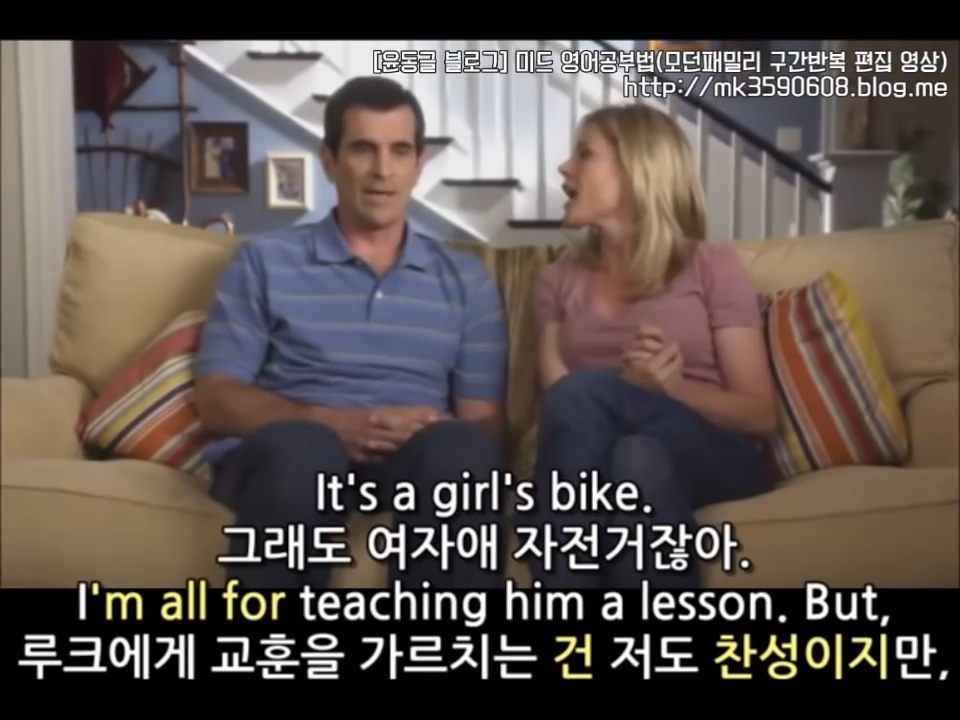 [윤동글 블로그] 미드 영어공부법(모던패밀리 구간반복 편집 영상)
http://mk3590608.blog.me
It's a girl's bike.
그래도 여자애 자전거잖아.
I'm all for teaching him a lesson. But,
루크에게 교훈을 가르치는 건 저도 찬성이지만,